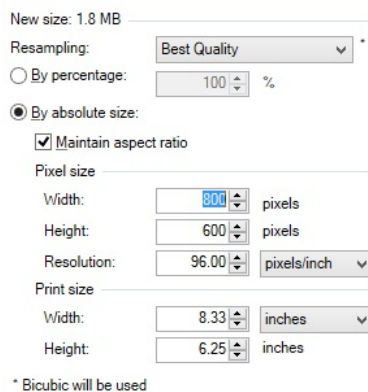 New size: 1.8 MB
Resampling: Best Quality *
By percentage: 100 %
By absolute size:
Maintain aspect ratio
Pixel size
Width: 800 pixels
Height: 600 pixels
Resolution: 96.00 pixels/inch
Print size
Width: 8.33 inches
Height: 6.25 inches
* Bicubic will be used